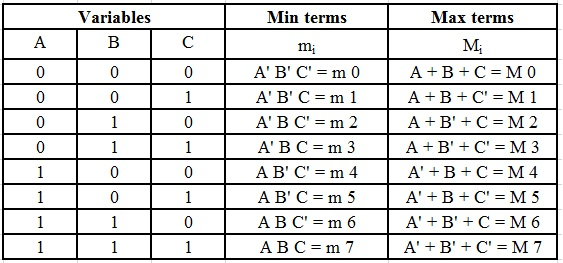 Variables Min terms Max terms
A B C mᵢ Mᵢ
0 0 0 A' B' C' = m 0 A + B + C = M 0
0 0 1 A' B' C = m 1 A + B + C' = M 1
0 1 0 A' B C' = m 2 A + B' + C = M 2
0 1 1 A' B C = m 3 A + B' + C' = M 3
1 0 0 A B' C' = m 4 A' + B + C = M 4
1 0 1 A B' C = m 5 A' + B + C' = M 5
1 1 0 A B C' = m 6 A' + B' + C = M 6
1 1 1 A B C = m 7 A' + B' + C' = M 7